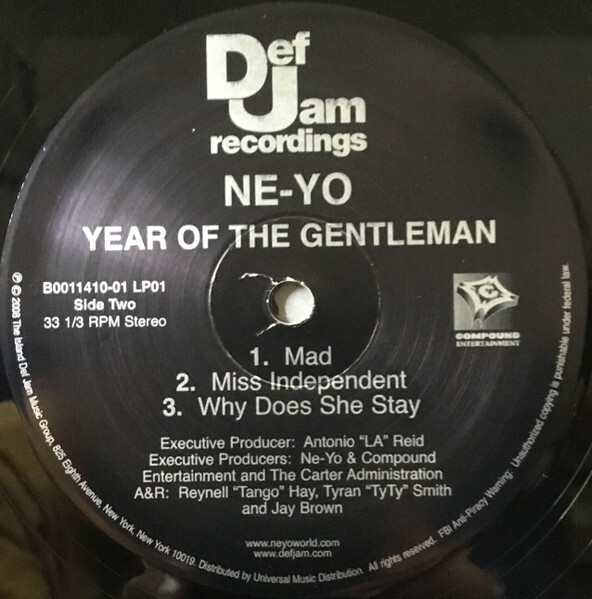 Def
Jam
recordings
NE-YO
YEAR OF THE GENTLEMAN
B0011410-01 LP01
Side Two
33 1/3 RPM Stereo
COMPOUND
ENTERTAINMENT
1. Mad
2. Miss Independent
3. Why Does She Stay
Executive Producer: Antonio “LA” Reid
Executive Producers: Ne-Yo & Compound
Entertainment and The Carter Administration
A&R: Reynell “Tango” Hay, Tyran “TyTy” Smith
and Jay Brown
www.neyoworld.com
www.defjam.com
℗ © 2008 The Island Def Jam Music Group, 825 Eighth Avenue, New York, New York 10019. Distributed by Universal Music Distribution. All rights reserved. FBI Anti-Piracy Warning: Unauthorized copying is punishable under federal law.